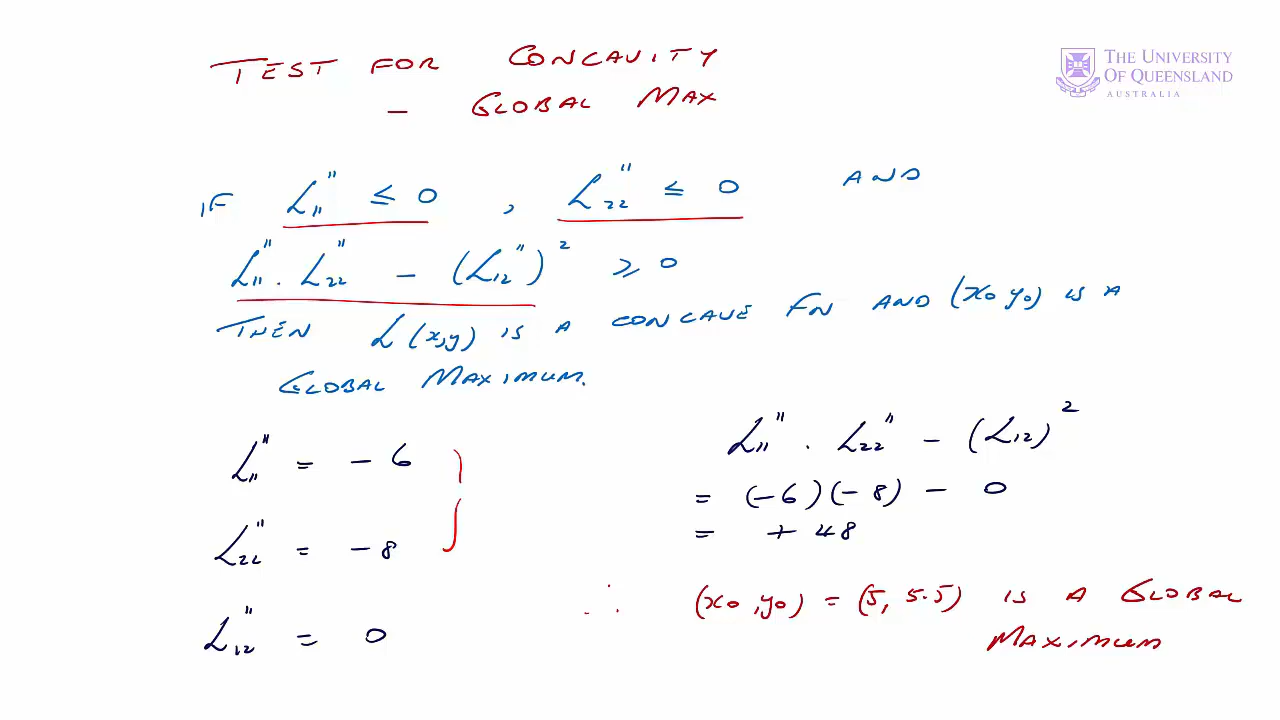 TEST FOR CONCAVITY
- GLOBAL MAX
THE UNIVERSITY
OF QUEENSLAND
AUSTRALIA
IF L₁₁" ≤ 0 , L₂₂" ≤ 0 AND
L₁₁" . L₂₂" - (L₁₂")² ≥ 0
THEN L(x,y) IS A CONCAVE FN AND (x₀ y₀) IS A
GLOBAL MAXIMUM.
L₁₁" = - 6
L₂₂" = - 8
L₁₂" = 0
L₁₁" . L₂₂" - (L₁₂)²
= (-6)(-8) - 0
= + 48
∴ (x₀, y₀) = (5, 5.5) IS A GLOBAL
MAXIMUM